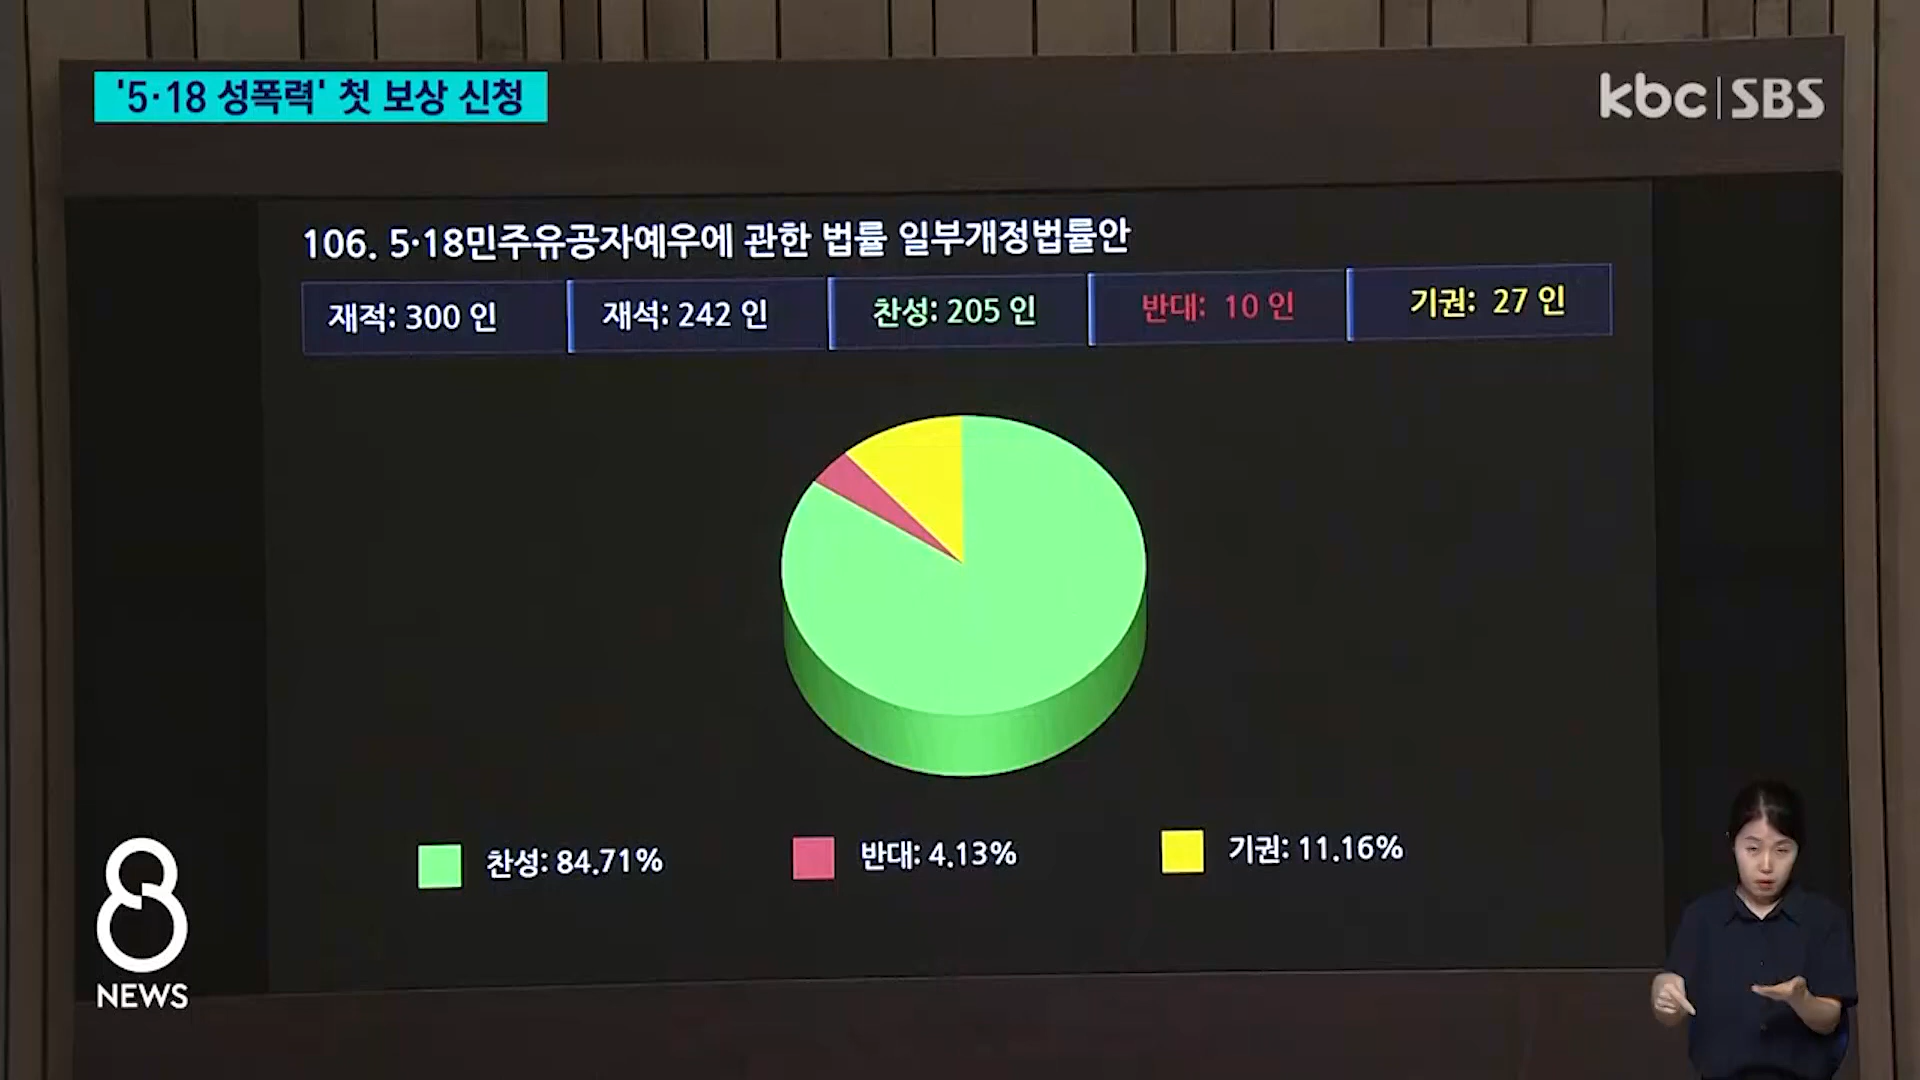 '5·18 성폭력' 첫 보상 신청
kbc SBS
106. 5·18민주유공자예우에 관한 법률 일부개정법률안
재적: 300 인 재석: 242 인 찬성: 205 인 반대: 10 인 기권: 27 인
찬성: 84.71% 반대: 4.13% 기권: 11.16%
8
NEWS